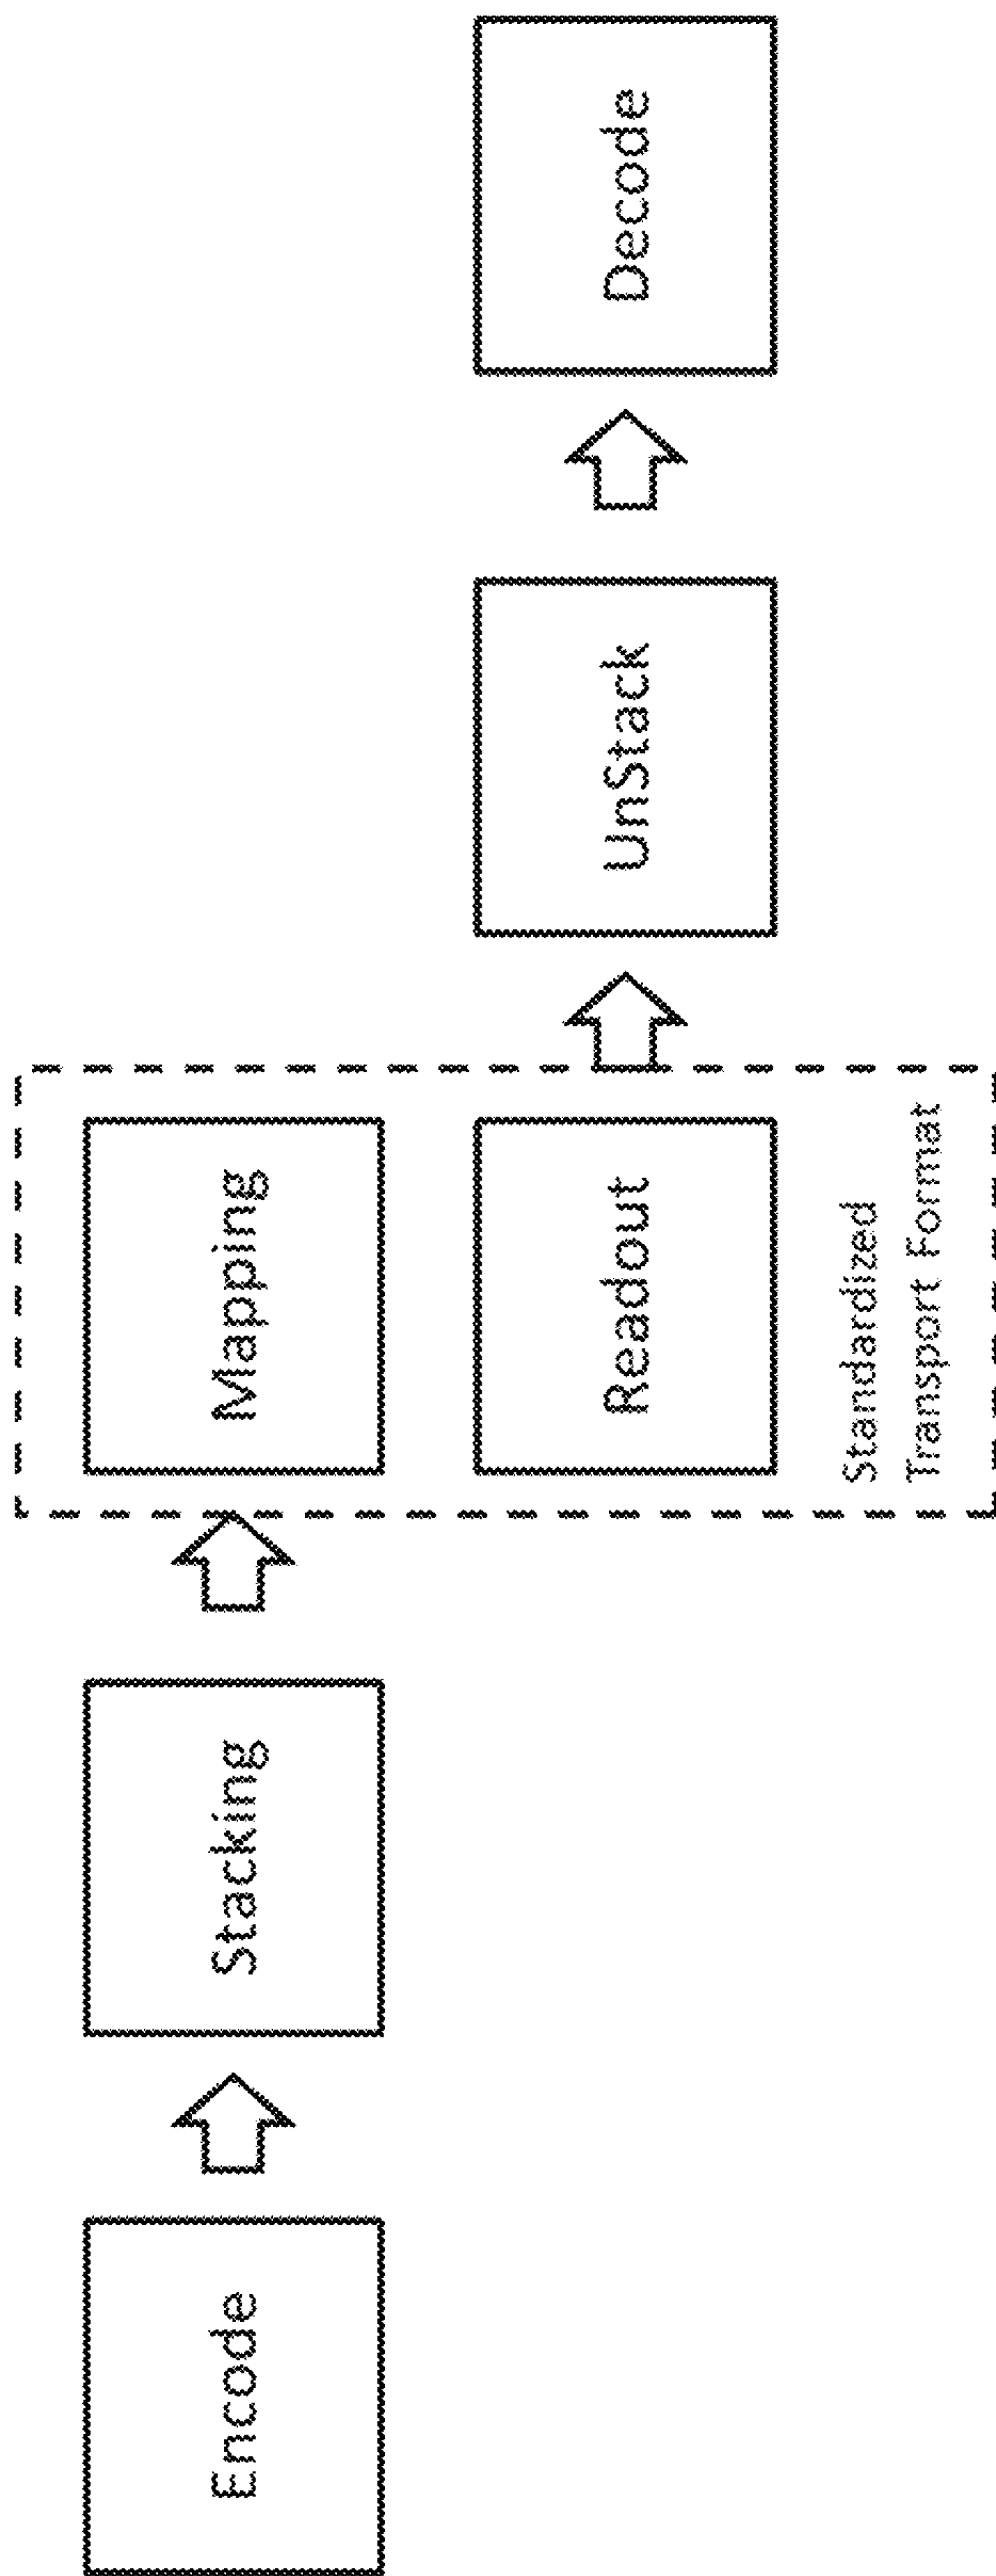 Encode
Stacking
Mapping
Readout
Standardized
Transport Format
UnStack
Decode